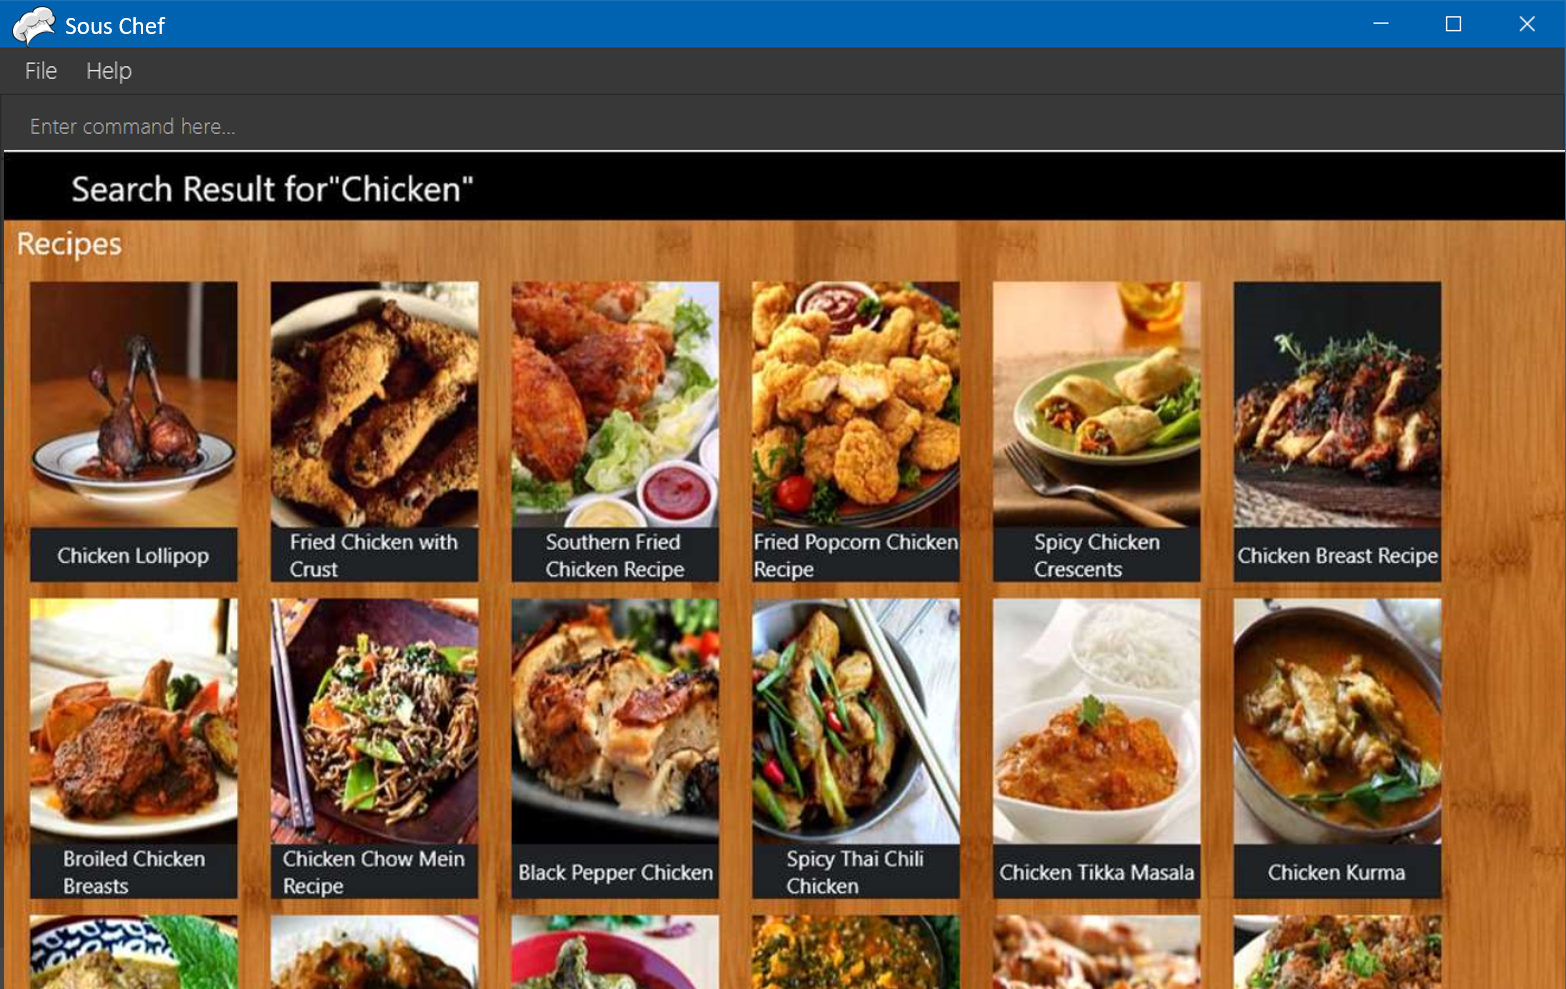 Sous Chef
File Help
Enter command here...
Search Result for"Chicken"
Recipes
Chicken Lollipop
Fried Chicken with
Crust
Southern Fried
Chicken Recipe
Fried Popcorn Chicken
Recipe
Spicy Chicken
Crescents
Chicken Breast Recipe
Broiled Chicken
Breasts
Chicken Chow Mein
Recipe
Black Pepper Chicken
Spicy Thai Chili
Chicken
Chicken Tikka Masala
Chicken Kurma